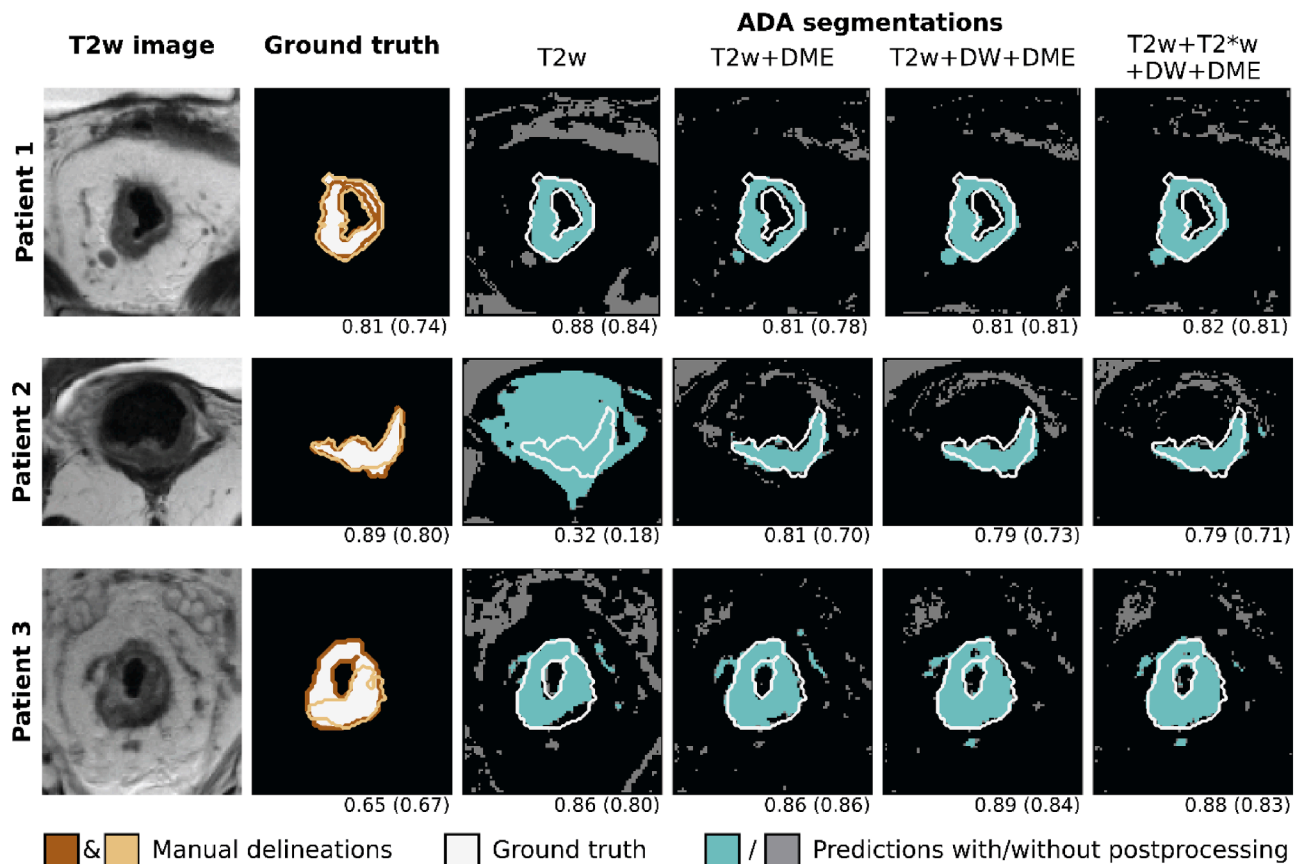 ADA segmentations
T2w image
Ground truth
T2w
T2w+DME
T2w+DW+DME
T2w+T2*w
+DW+DME
Patient 1
0.81 (0.74)
0.88 (0.84)
0.81 (0.78)
0.81 (0.81)
0.82 (0.81)
Patient 2
0.89 (0.80)
0.32 (0.18)
0.81 (0.70)
0.79 (0.73)
0.79 (0.71)
Patient 3
0.65 (0.67)
0.86 (0.80)
0.86 (0.86)
0.89 (0.84)
0.88 (0.83)
& Manual delineations
Ground truth
/ Predictions with/without postprocessing